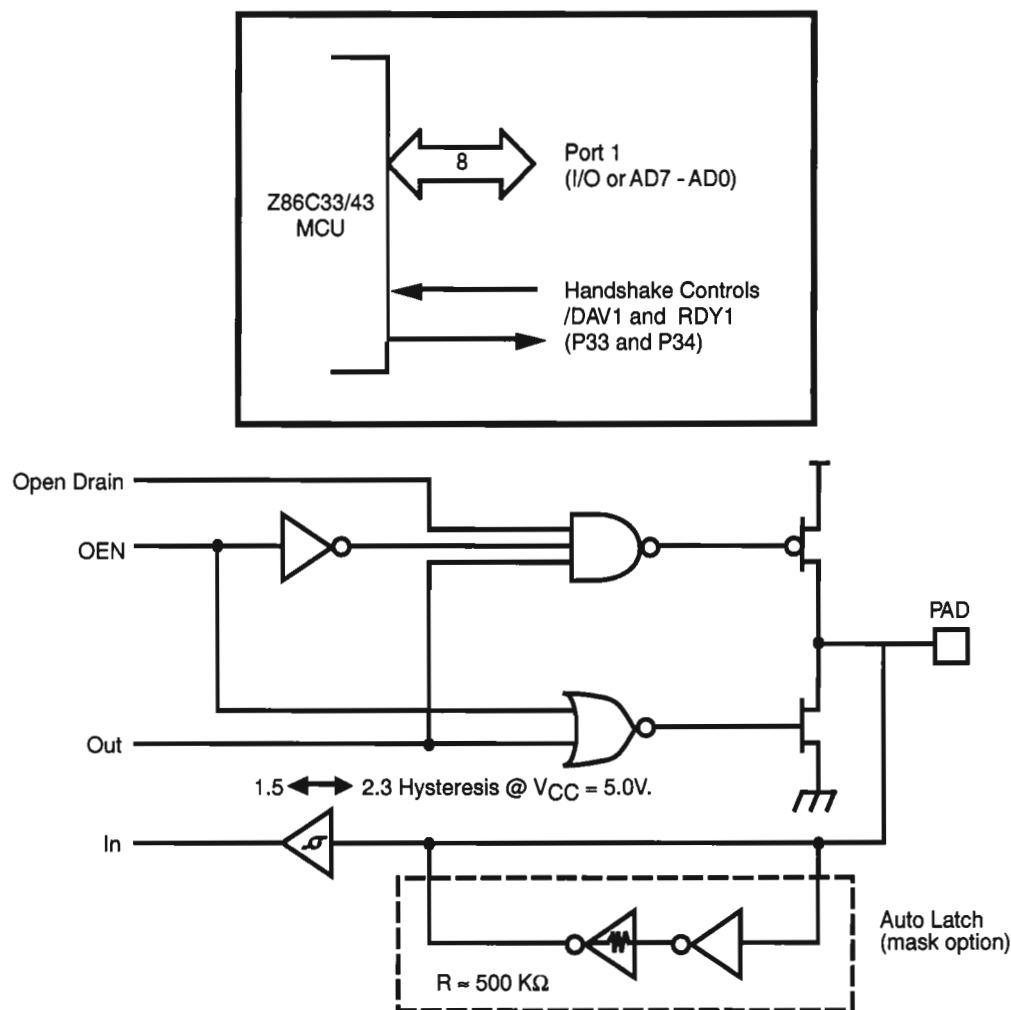 8
Port 1
(I/O or AD7 - AD0)
Z86C33/43
MCU
Handshake Controls
/DAV1 and RDY1
(P33 and P34)
Open Drain
OEN
PAD
Out
1.5 2.3 Hysteresis @ VCC = 5.0V.
In
Auto Latch
(mask option)
R ≈ 500 KΩ